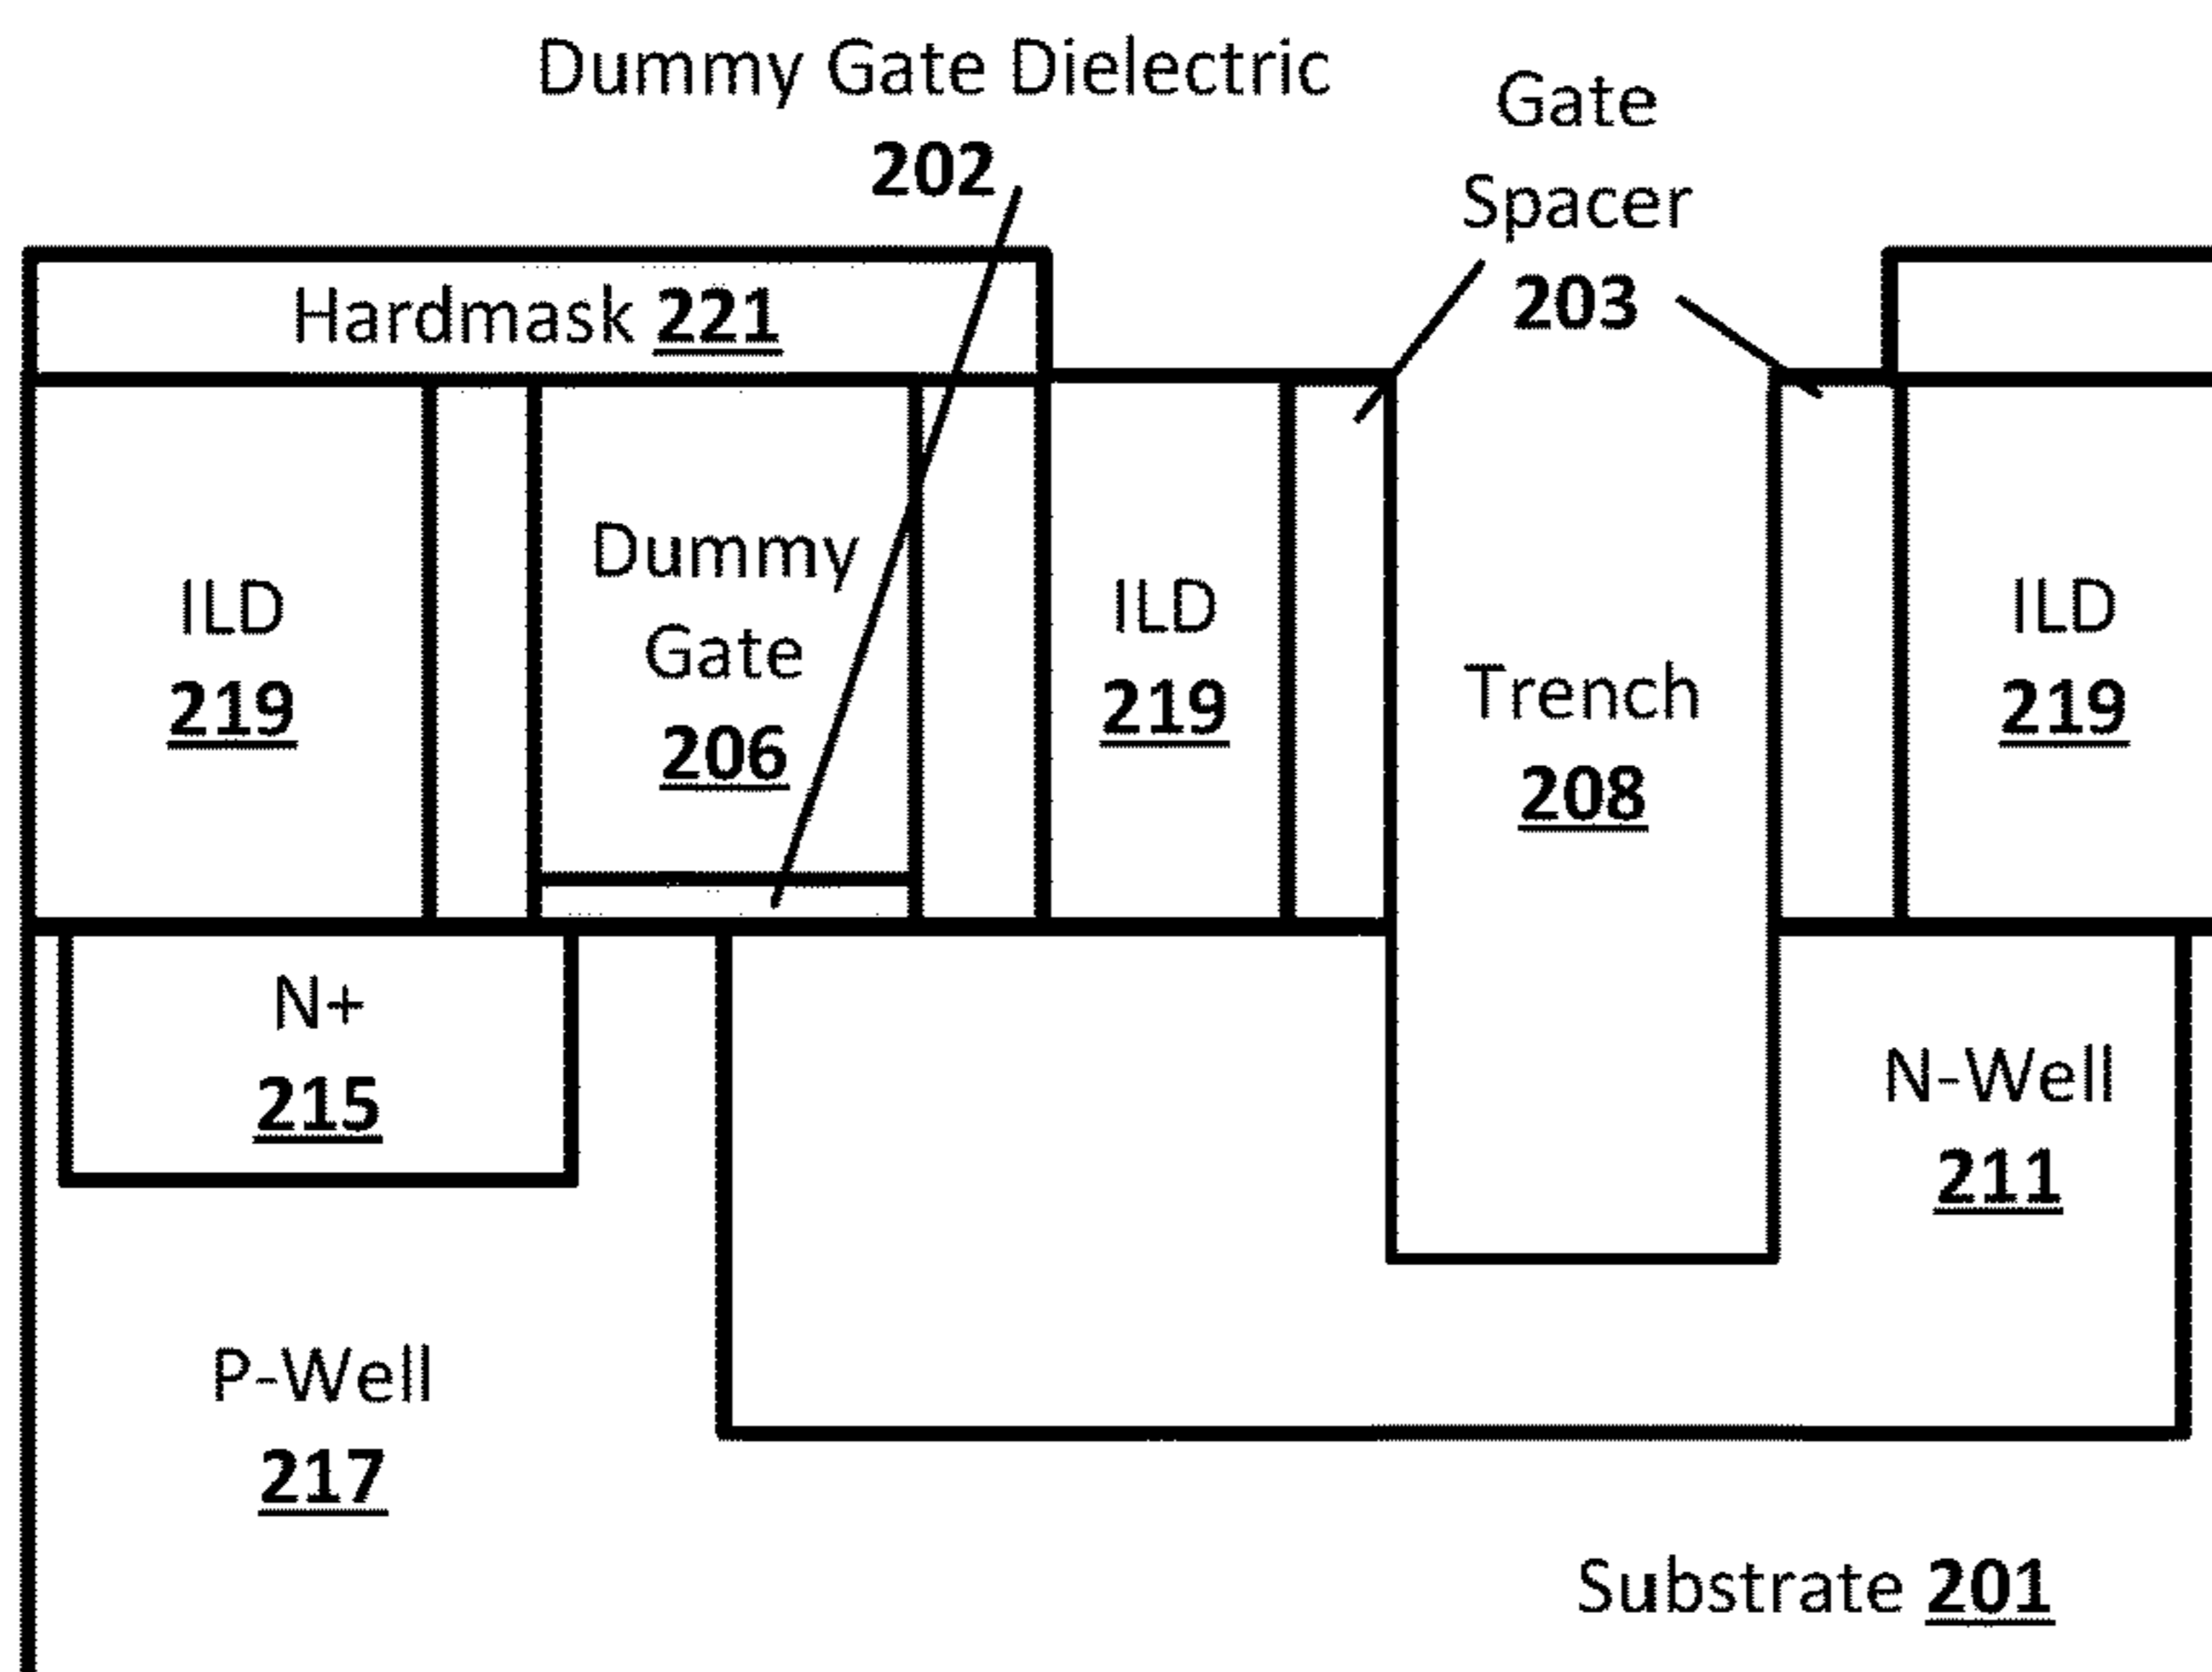 Dummy Gate Dielectric
202
Gate
Spacer
203
Hardmask 221
ILD
219
Dummy
Gate
206
ILD
219
Trench
208
ILD
219
N+
215
N-Well
211
P-Well
217
Substrate 201